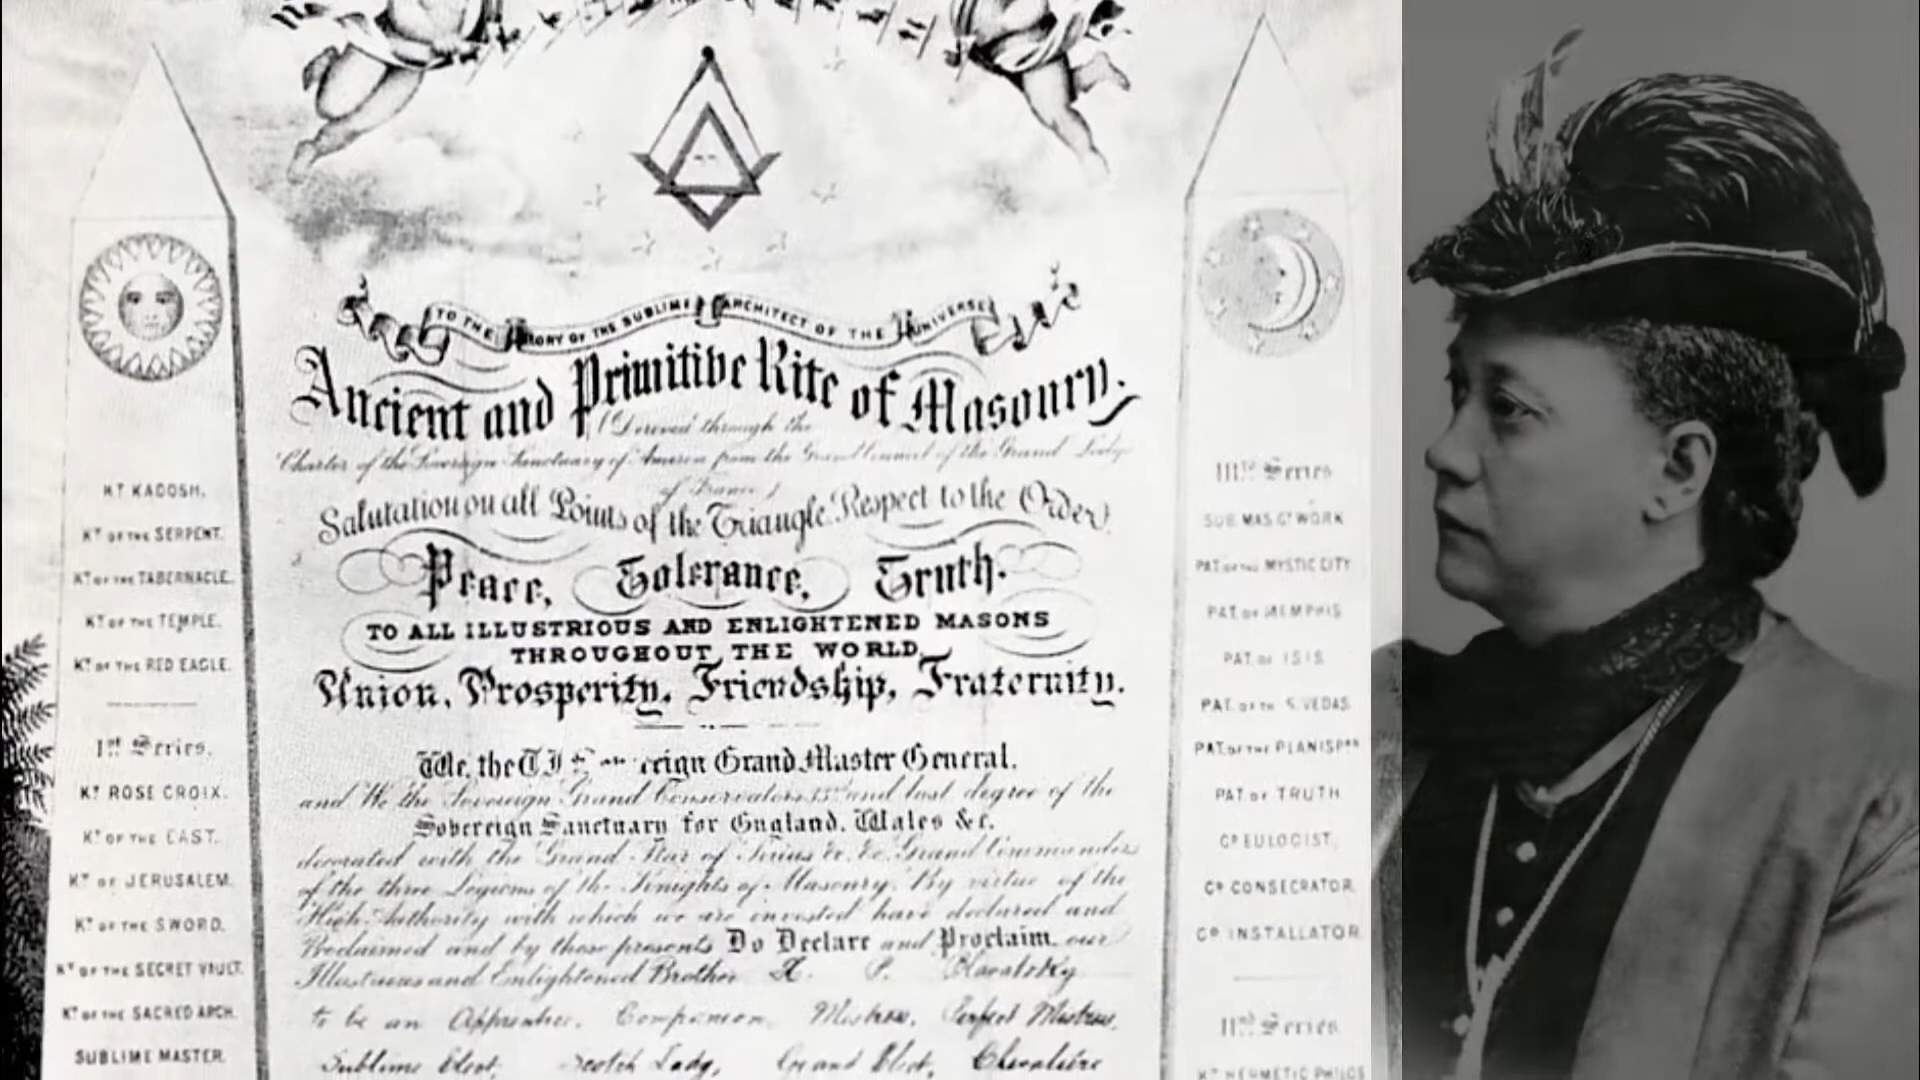 TO THE GLORY OF THE SUBLIME ARCHITECT OF THE UNIVERSE
Ancient and Primitive Rite of Masonry.
(Derived through the
Charter of the Sovereign Sanctuary of America from the Grand Council of the Grand Lodge
of France)
Salutation on all Points of the Triangle. Respect to the Order.
Peace, Tolerance, Truth.
TO ALL ILLUSTRIOUS AND ENLIGHTENED MASONS
THROUGHOUT THE WORLD
Union, Prosperity, Friendship, Fraternity.
We, the Sovereign Grand Master General,
and We the Sovereign Grand Conservators 33° and last degree of the
Sovereign Sanctuary for England, Wales &c.
decorated with the Grand Star of Sirius &c. &c. Grand Commanders
of the three Legions of the Knights of Masonry, By virtue of the
High Authority with which we are invested have declared and
Proclaimed and by these presents Do Declare and Proclaim our
Illustrious and Enlightened Brother H. P. Blavatsky
to be an Apprentice, Companion, Mistress, Perfect Mistress,
Sublime Elect, Scotch Lady, Grand Elect, Chevalière
KT KADOSH.
KT OF THE SERPENT.
KT OF THE TABERNACLE.
KT OF THE TEMPLE.
KT OF THE RED EAGLE.
1st Series.
KT ROSE CROIX.
KT OF THE EAST.
KT OF JERUSALEM.
KT OF THE SWORD.
KT OF THE SECRET VAULT.
KT OF THE SACRED ARCH.
SUBLIME MASTER.
IIIrd Series
SUB. MAS. GT WORK
PAT. OF THE MYSTIC CITY
PAT. OF MEMPHIS
PAT. OF ISIS
PAT. OF THE S. VEDAS
PAT. OF THE PLANISPRS
PAT. OF TRUTH
CR EULOGIST.
CR CONSECRATOR.
CR INSTALLATOR
IInd Series
KT HERMETIC PHILOS